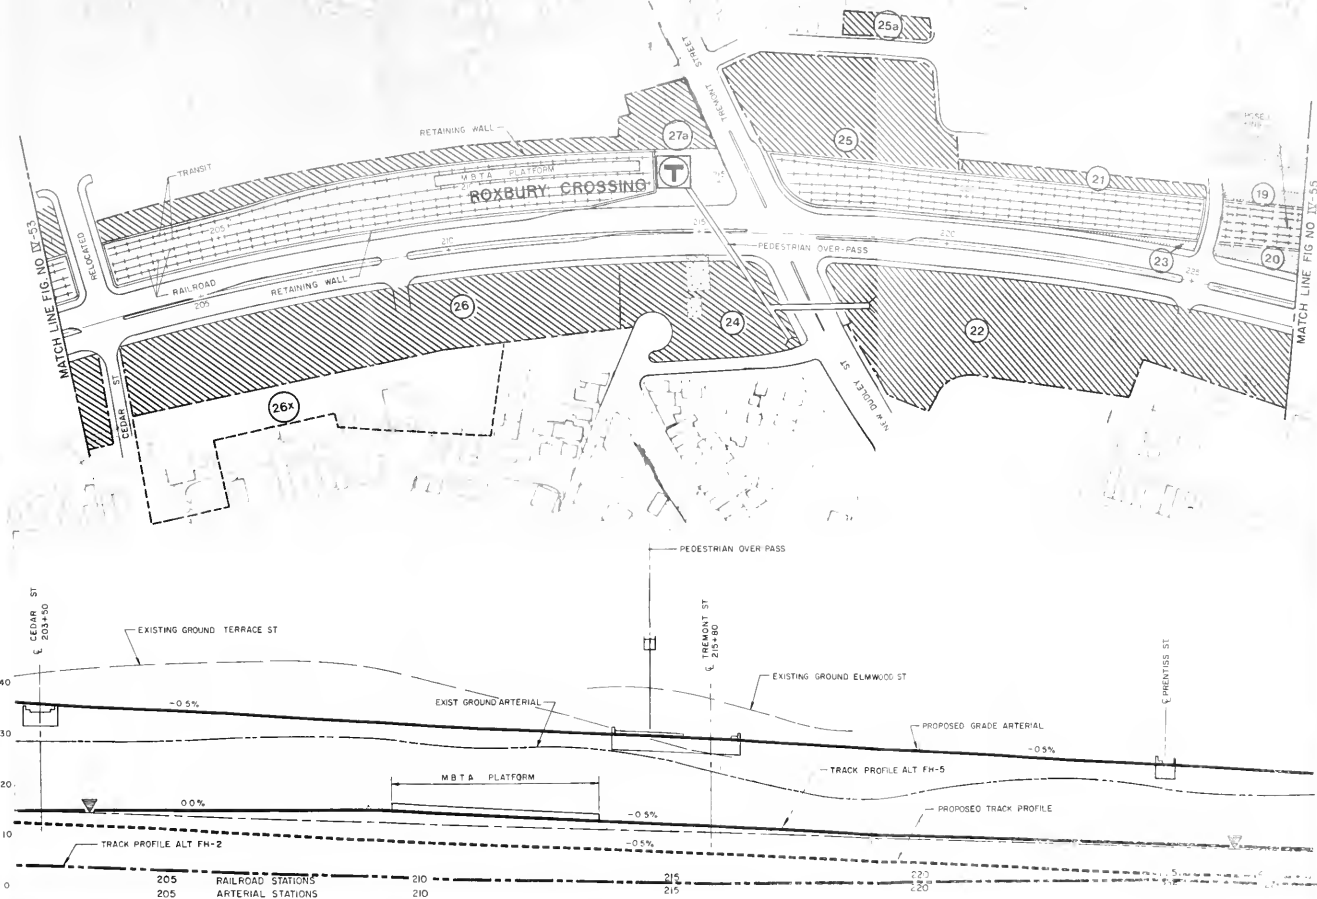 25a
STREET
TREMONT
RETAINING WALL
27a
25
TRANSIT
MBTA PLATFORM
T
ROXBURY CROSSING
21
19
MATCH LINE FIG. NO IV-53
RELOCATED
205
210
215
220
225
PEDESTRIAN OVER-PASS
23
20
MATCH LINE FIG NO IV-55
RAILROAD
RETAINING WALL
205
26
24
22
CEDAR ST
26x
NEW DUDLEY ST
PEDESTRIAN OVER PASS
℄ CEDAR ST
203+50
EXISTING GROUND TERRACE ST
℄ TREMONT ST
215+80
℄ PRENTISS ST
EXISTING GROUND ELMWOOD ST
40
-0.5%
EXIST GROUND ARTERIAL
PROPOSED GRADE ARTERIAL
30
-0.5%
TRACK PROFILE ALT FH-5
MBTA PLATFORM
20
0.0%
-0.5%
PROPOSED TRACK PROFILE
10
-0.5%
TRACK PROFILE ALT FH-2
0
205 RAILROAD STATIONS 210 215 220
205 ARTERIAL STATIONS 210 215 220